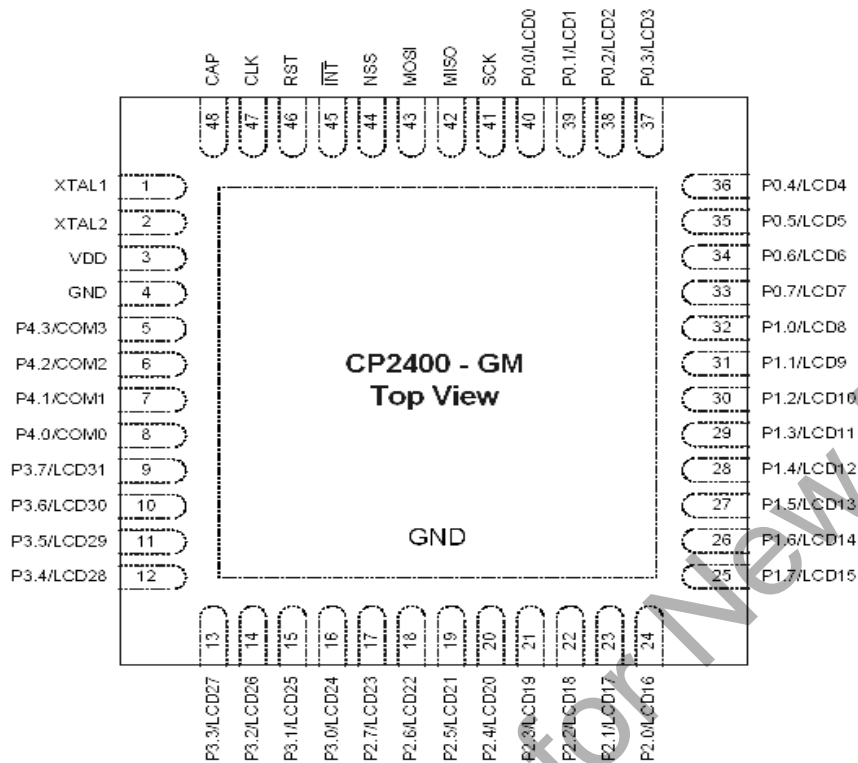 CAP
CLK
RST
INT
NSS
MOSI
MISO
SCK
P0.0/LCD0
P0.1/LCD1
P0.2/LCD2
P0.3/LCD3
48
47
46
45
44
43
42
41
40
39
38
37
XTAL1 1
XTAL2 2
VDD 3
GND 4
P4.3/COM3 5
P4.2/COM2 6
P4.1/COM1 7
P4.0/COM0 8
P3.7/LCD31 9
P3.6/LCD30 10
P3.5/LCD29 11
P3.4/LCD28 12
CP2400 - GM
Top View
GND
36 P0.4/LCD4
35 P0.5/LCD5
34 P0.6/LCD6
33 P0.7/LCD7
32 P1.0/LCD8
31 P1.1/LCD9
30 P1.2/LCD10
29 P1.3/LCD11
28 P1.4/LCD12
27 P1.5/LCD13
26 P1.6/LCD14
25 P1.7/LCD15
13
14
15
16
17
18
19
20
21
22
23
24
P3.3/LCD27
P3.2/LCD26
P3.1/LCD25
P3.0/LCD24
P2.7/LCD23
P2.6/LCD22
P2.5/LCD21
P2.4/LCD20
P2.3/LCD19
P2.2/LCD18
P2.1/LCD17
P2.0/LCD16
for New